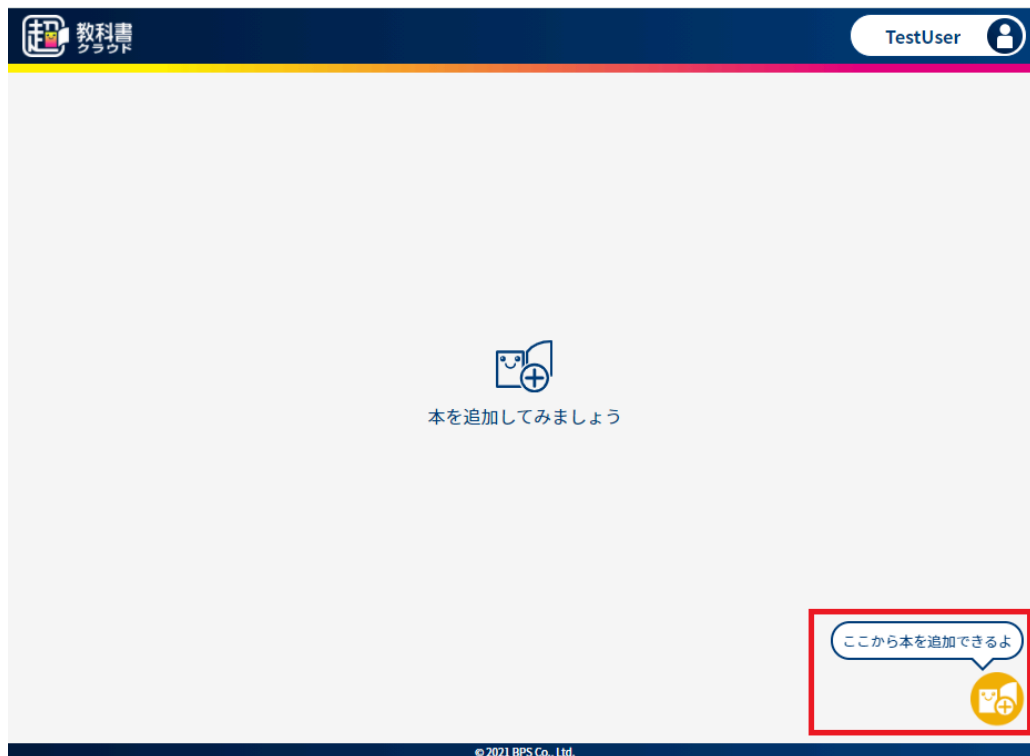 超 教科書
クラウド
TestUser
本を追加してみましょう
ここから本を追加できるよ
© 2021 BPS Co., Ltd.